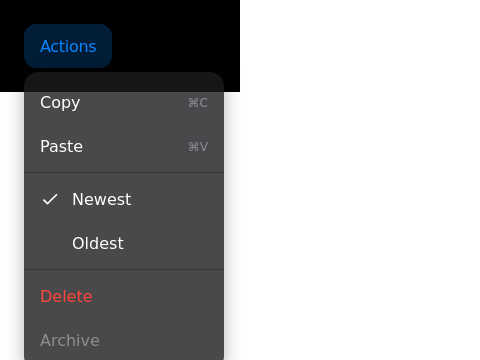 Actions
Copy ⌘C
Paste ⌘V
Newest
Oldest
Delete
Archive